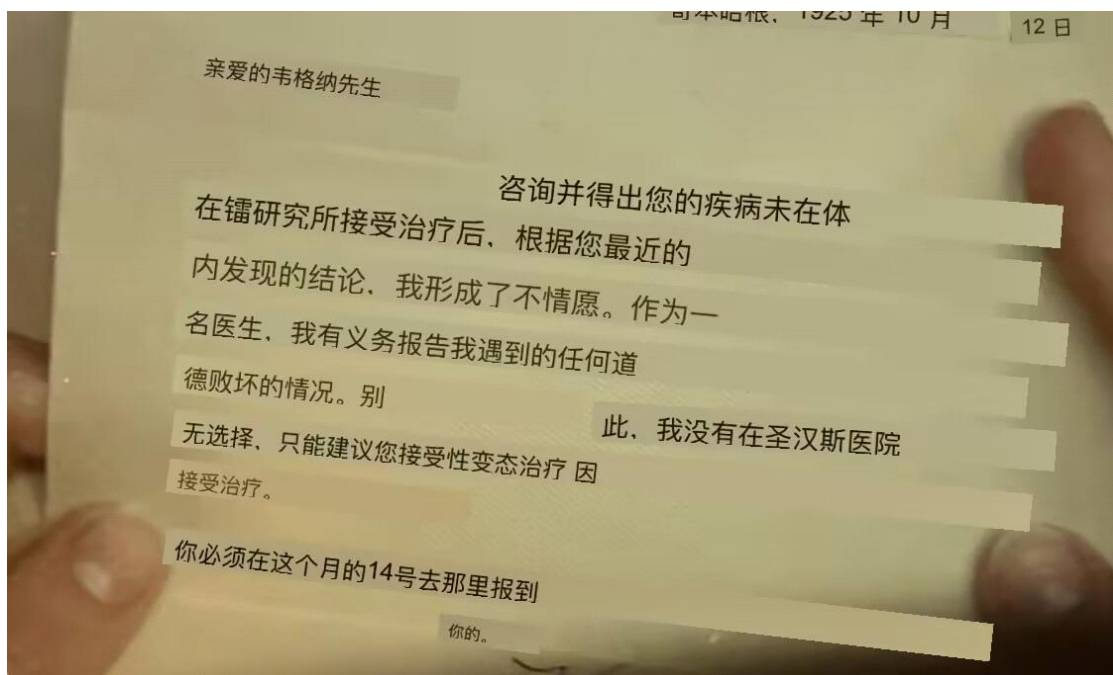 哥本哈根，1925 年 10 月 12 日
亲爱的韦格纳先生
咨询并得出您的疾病未在体
在镭研究所接受治疗后，根据您最近的
内发现的结论，我形成了不情愿。作为一
名医生，我有义务报告我遇到的任何道
德败坏的情况。别
此，我没有在圣汉斯医院
无选择，只能建议您接受性变态治疗 因
接受治疗。
你必须在这个月的14号去那里报到
你的。